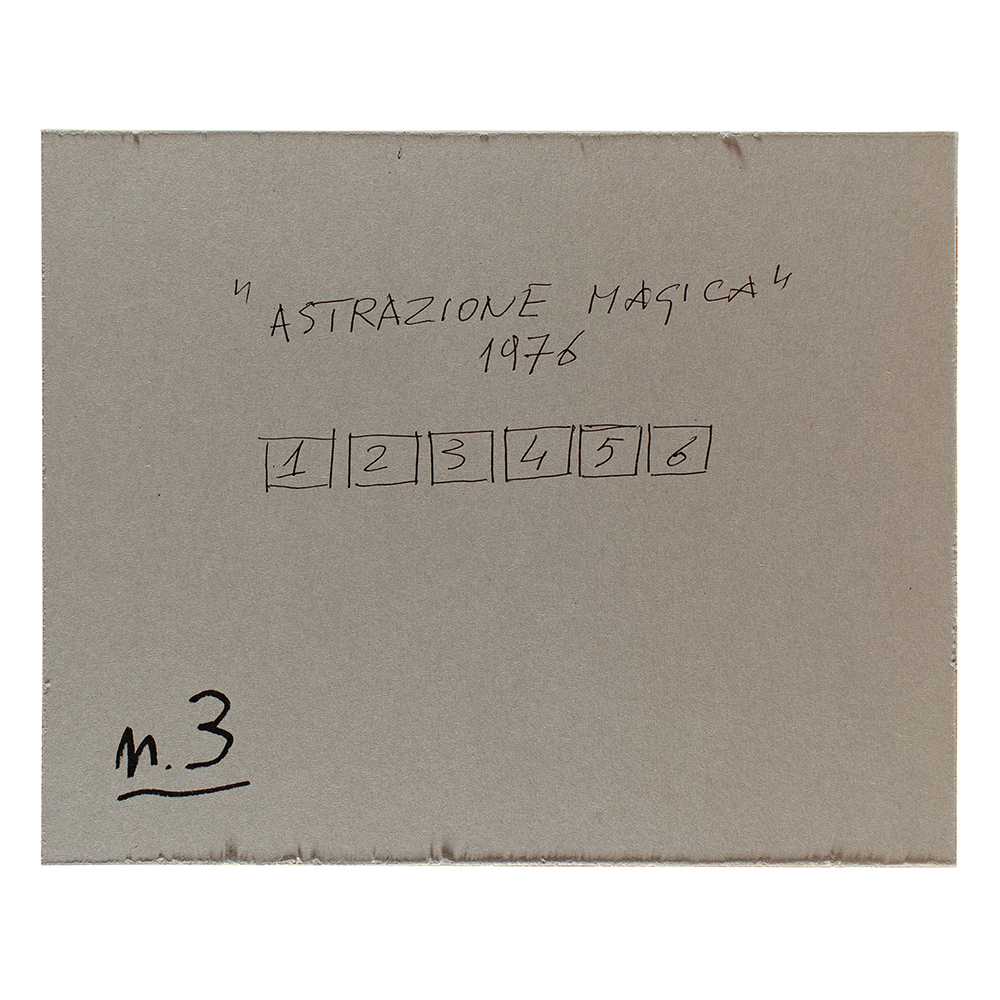 "ASTRAZIONE MAGICA"
1976
1 2 3 4 5 6
n.3